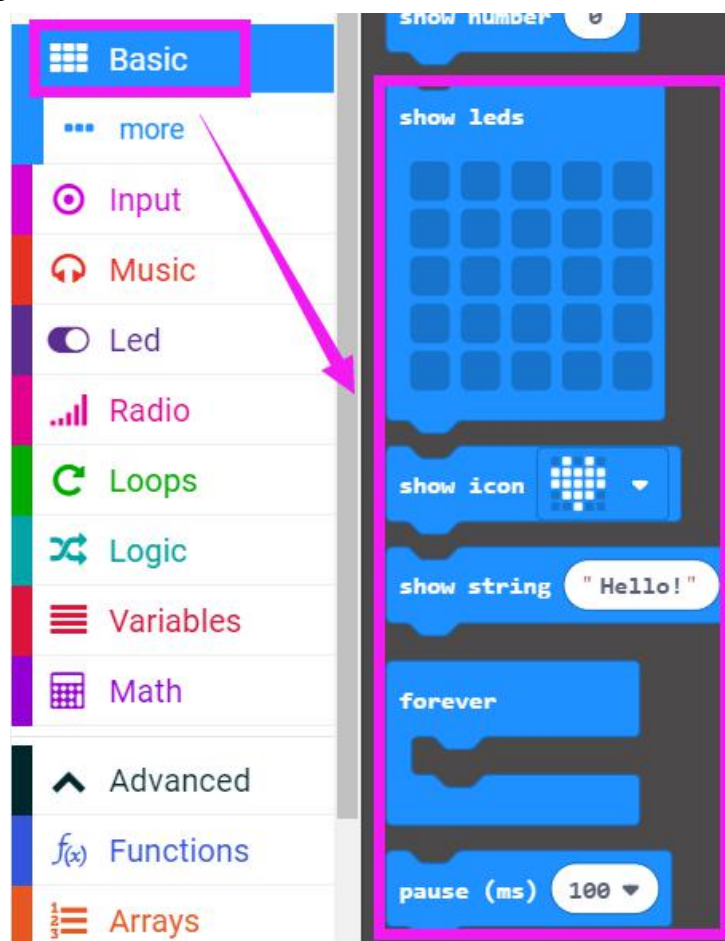 Basic
more
Input
Music
Led
Radio
Loops
Logic
Variables
Math
Advanced
f(x) Functions
Arrays
show number 0
show leds
show icon
show string "Hello!"
forever
pause (ms) 100